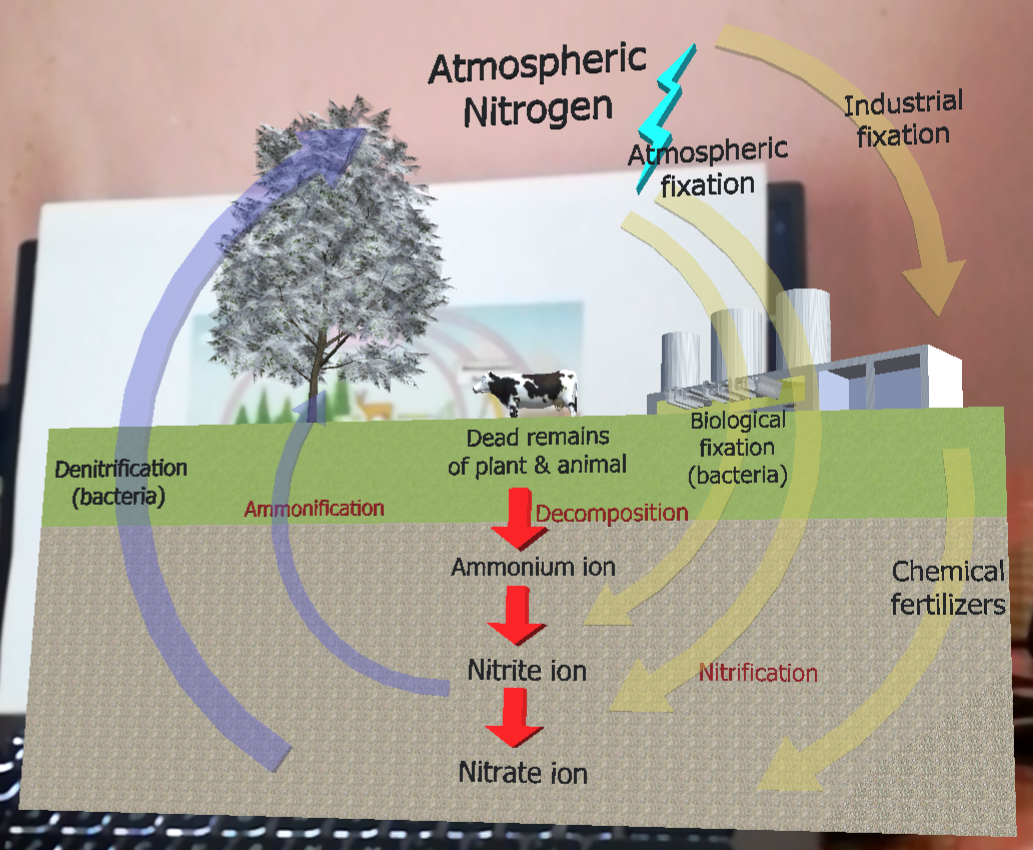 Atmospheric
Nitrogen
Industrial
fixation
Atmospheric
fixation
Dead remains
of plant & animal
Biological
fixation
(bacteria)
Denitrification
(bacteria)
Ammonification
Decomposition
Ammonium ion
Chemical
fertilizers
Nitrite ion
Nitrification
Nitrate ion